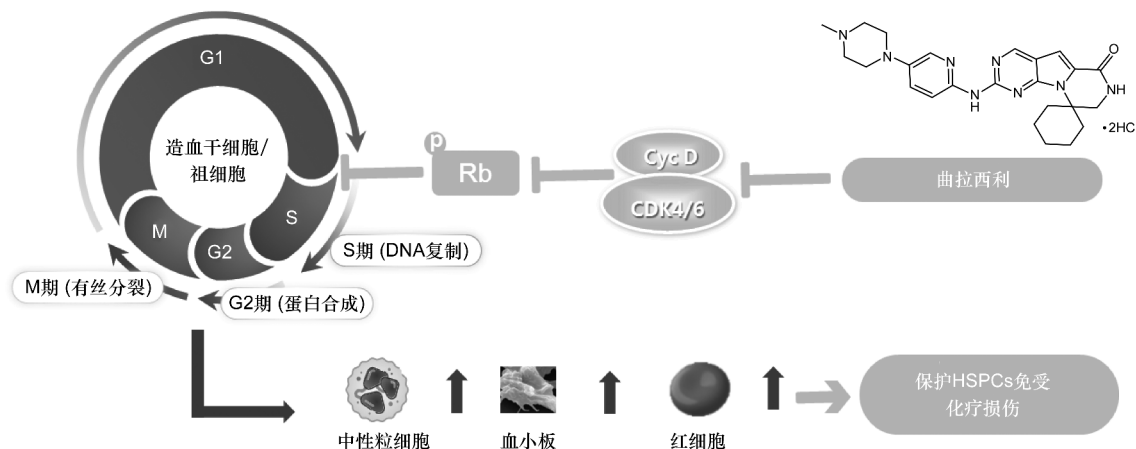 G1
造血干细胞/
祖细胞
M
G2
S
S期 (DNA复制)
M期 (有丝分裂)
G2期 (蛋白合成)
p
Rb
Cyc D
CDK4/6
曲拉西利
N
N
N
N
NH
N
N
N
O
NH
•2HC
中性粒细胞
血小板
红细胞
保护HSPCs免受
化疗损伤